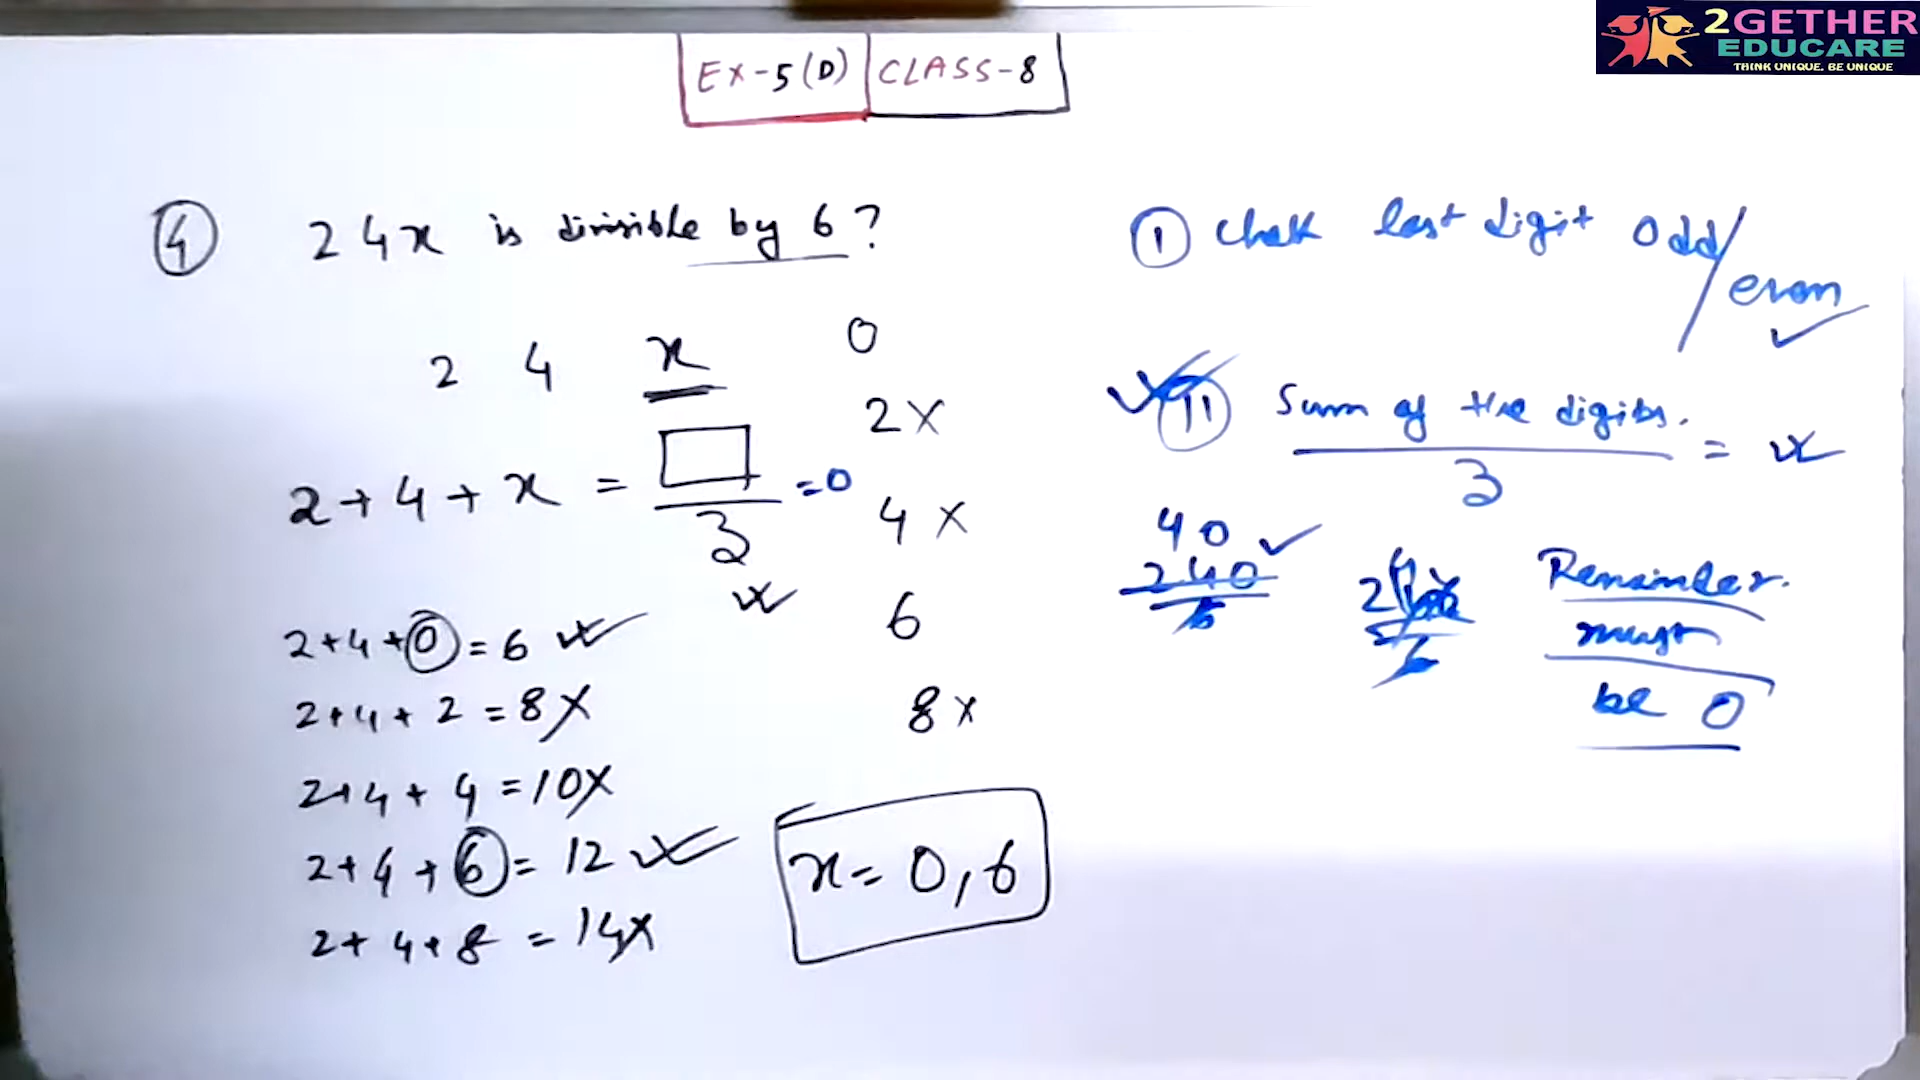 2GETHER
EDUCARE
THINK UNIQUE. BE UNIQUE
EX-5(D) CLASS-8
④ 24x is divisible by 6?
2 4 x
2+4+x = □/3 =0
2+4+0=6
2+4+2=8X
2+4+4=10X
2+4+6=12
2+4+8=14X
0
2X
4X
6
8X
x=0,6
① Chek last digit Odd/
even
II Sum of the digits.
3
=
40
240
6
Remainder.
must
be 0